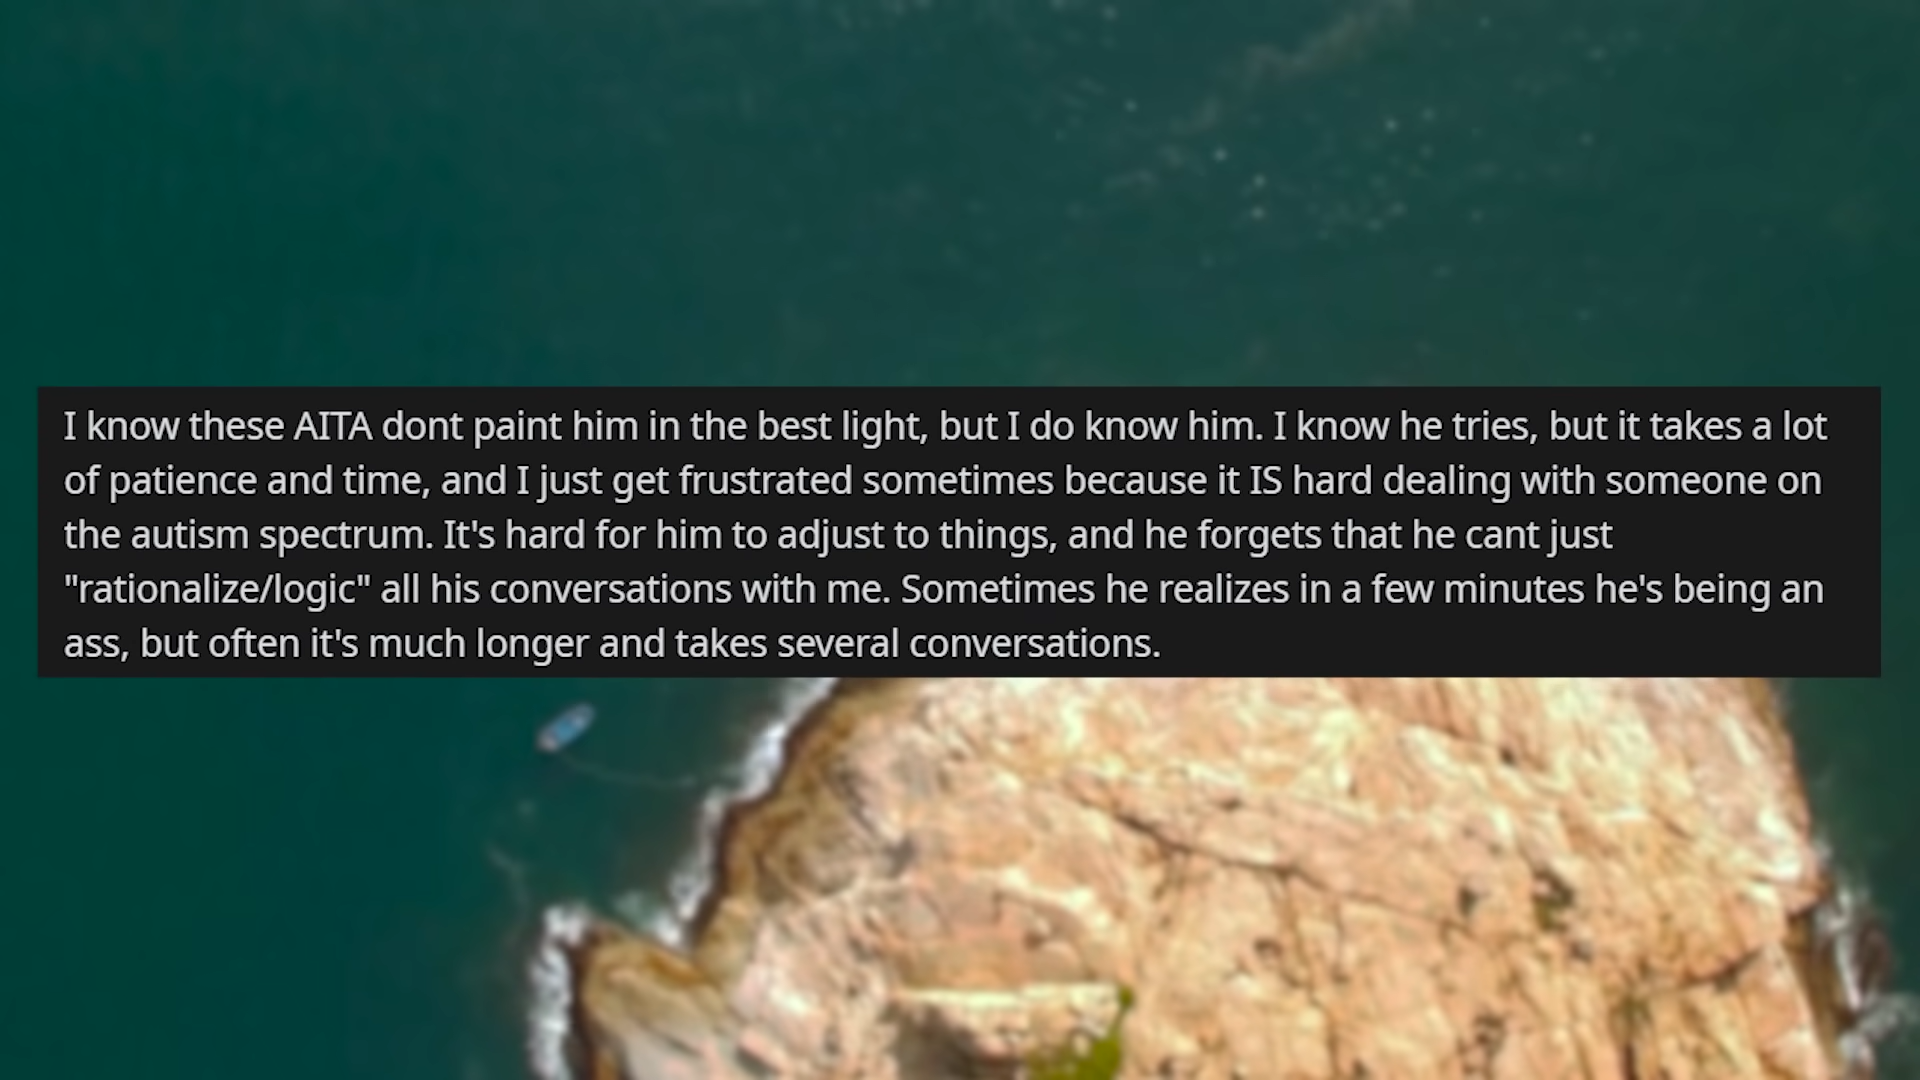 I know these AITA dont paint him in the best light, but I do know him. I know he tries, but it takes a lot
of patience and time, and I just get frustrated sometimes because it IS hard dealing with someone on
the autism spectrum. It's hard for him to adjust to things, and he forgets that he cant just
"rationalize/logic" all his conversations with me. Sometimes he realizes in a few minutes he's being an
ass, but often it's much longer and takes several conversations.